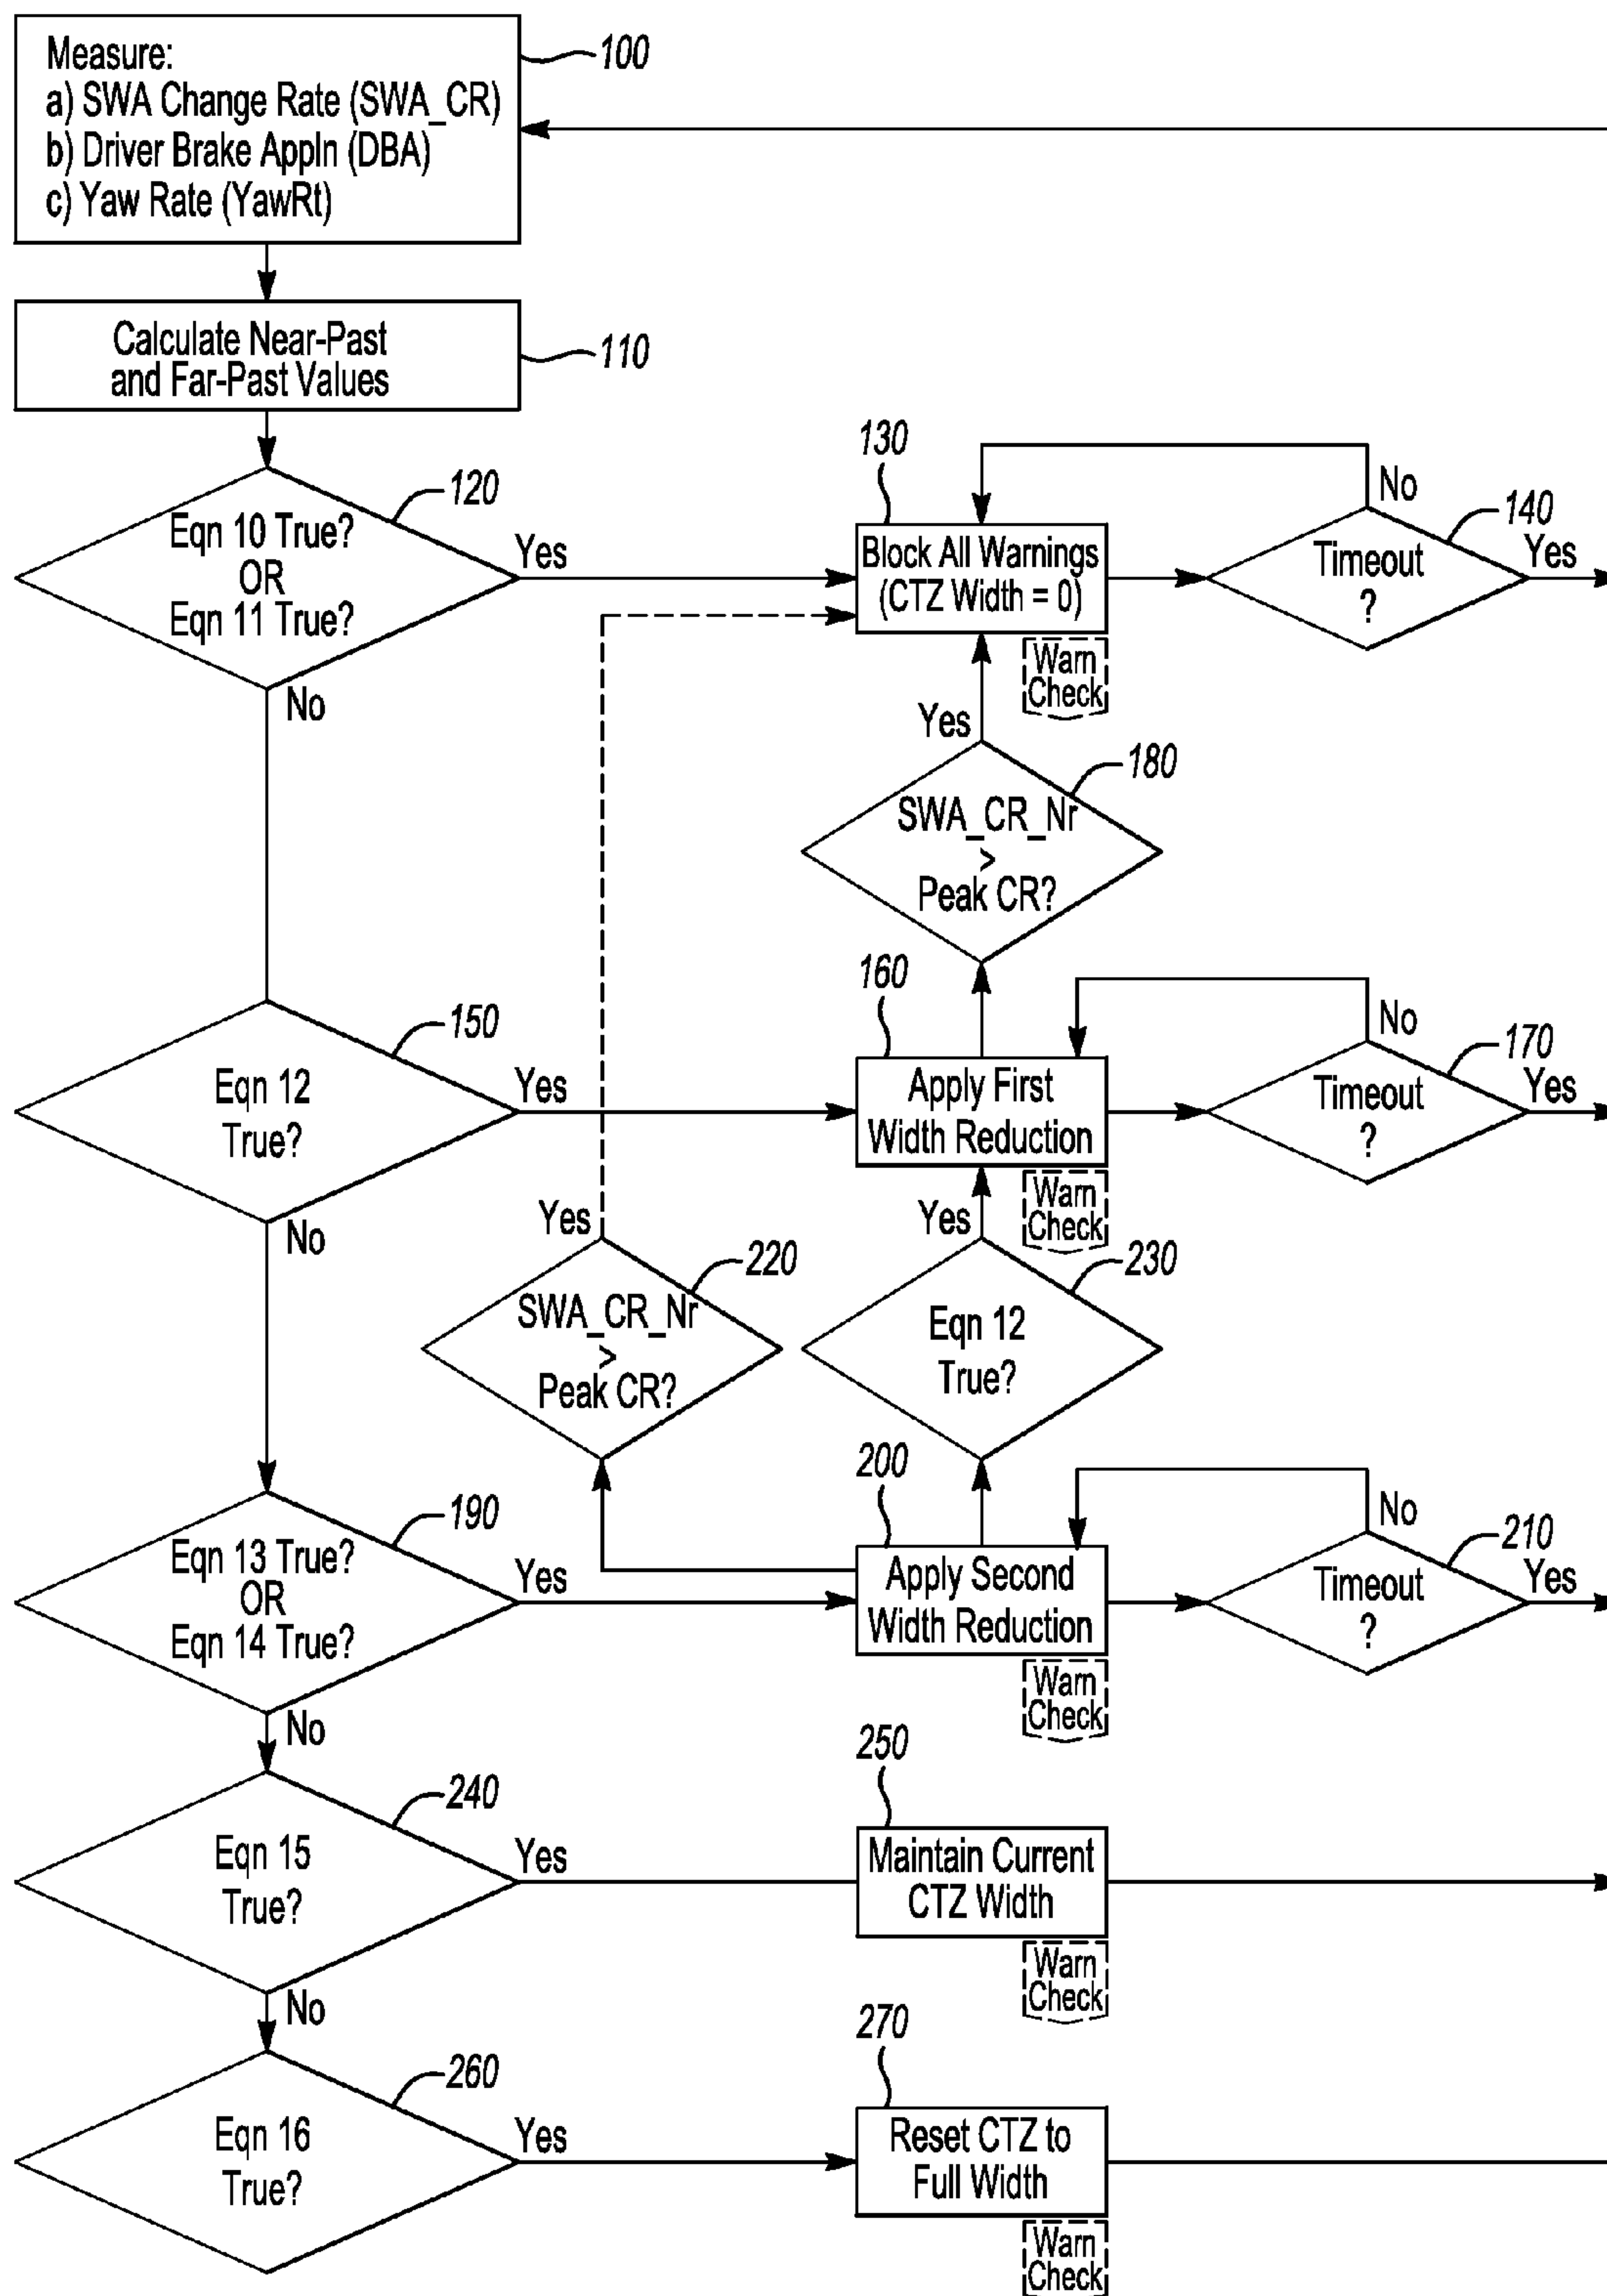 Measure:
a) SWA Change Rate (SWA_CR)
b) Driver Brake Appln (DBA)
c) Yaw Rate (YawRt)
100
Calculate Near-Past
and Far-Past Values
110
120
Eqn 10 True?
OR
Eqn 11 True?
Yes
No
130
Block All Warnings
(CTZ Width = 0)
Warn
Check
No
140
Timeout
?
Yes
Yes
180
SWA_CR_Nr
>
Peak CR?
150
Eqn 12
True?
Yes
No
160
Apply First
Width Reduction
Warn
Check
No
170
Timeout
?
Yes
Yes
220
SWA_CR_Nr
>
Peak CR?
Yes
230
Eqn 12
True?
190
Eqn 13 True?
OR
Eqn 14 True?
Yes
No
200
Apply Second
Width Reduction
Warn
Check
No
210
Timeout
?
Yes
240
Eqn 15
True?
Yes
No
250
Maintain Current
CTZ Width
Warn
Check
260
Eqn 16
True?
Yes
270
Reset CTZ to
Full Width
Warn
Check